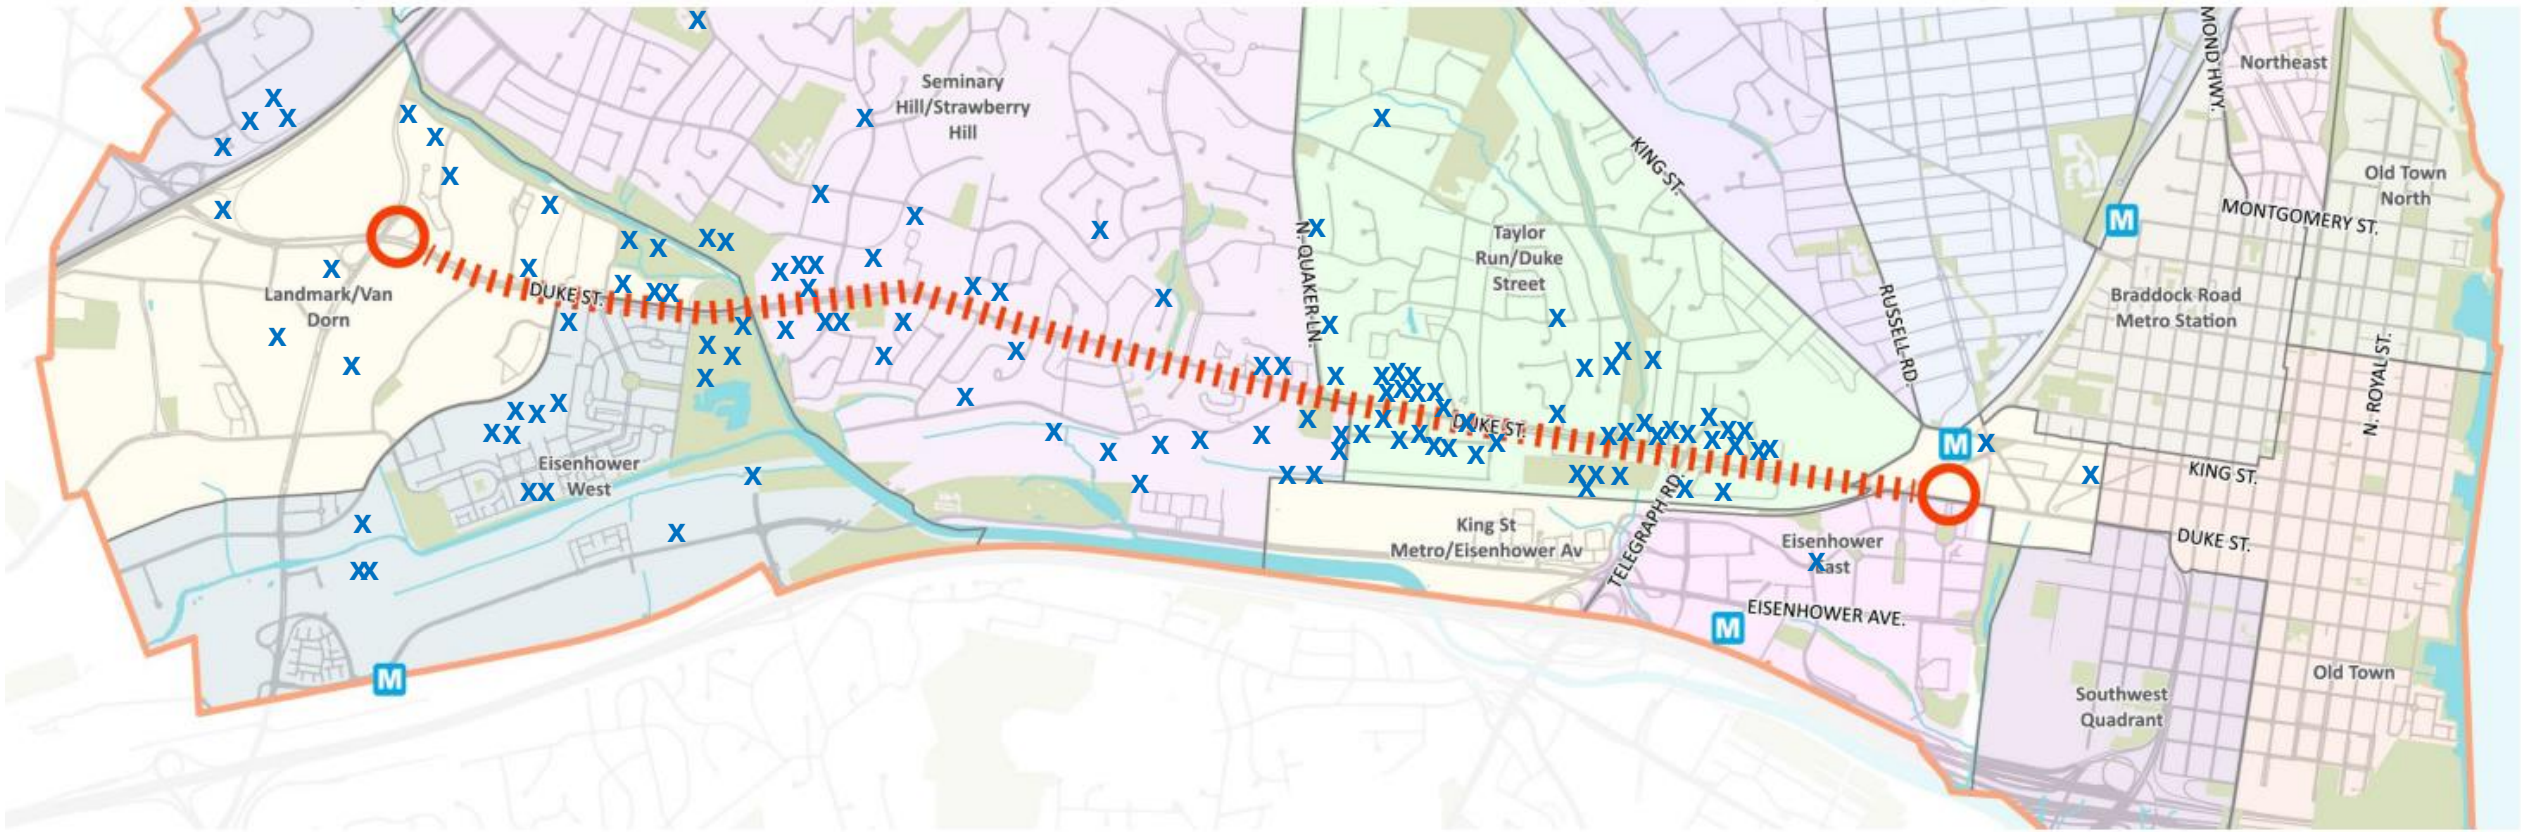 MOND HWY.
Northeast
Seminary
Hill/Strawberry
Hill
KING ST.
Old Town
North
MONTGOMERY ST.
M
N. QUAKER LN.
Taylor
Run/Duke
Street
RUSSELL RD.
Landmark/Van
Dorn
DUKE ST.
Braddock Road
Metro Station
N. ROYAL ST.
DUKE ST.
M
KING ST.
Eisenhower
West
King St
Metro/Eisenhower Av
TELEGRAPH RD.
Eisenhower
East
DUKE ST.
EISENHOWER AVE.
M
M
Old Town
Southwest
Quadrant